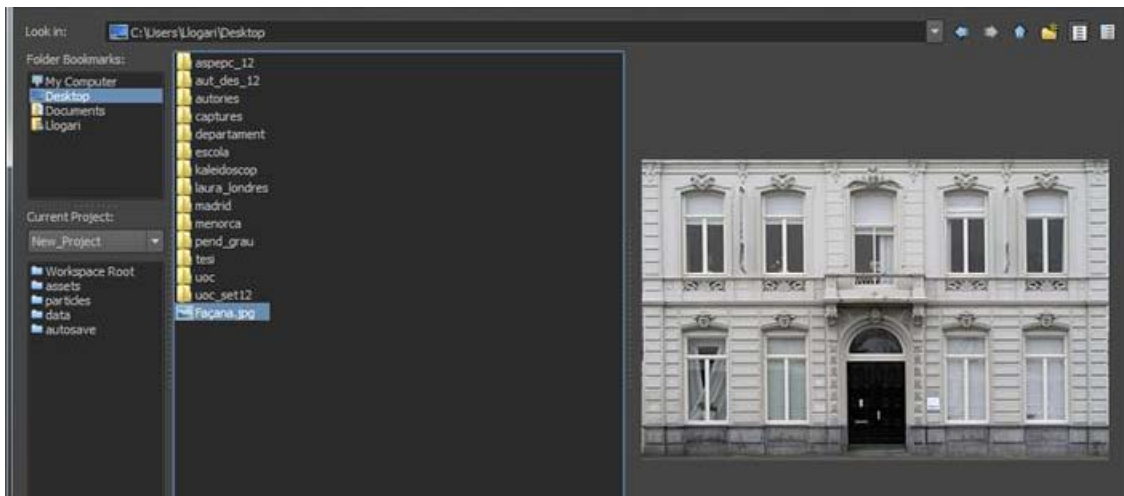 Look in:
C:\Users\Llogari\Desktop
Folder Bookmarks:
My Computer
Desktop
Documents
Llogari
Current Project:
New_Project
Workspace Root
assets
particles
data
autosave
aspepc_12
aut_des_12
autories
captures
departament
escola
kaleidoscop
laura_londres
madrid
menorca
pend_grau
tesi
uoc
uoc_set12
Façana.jpg